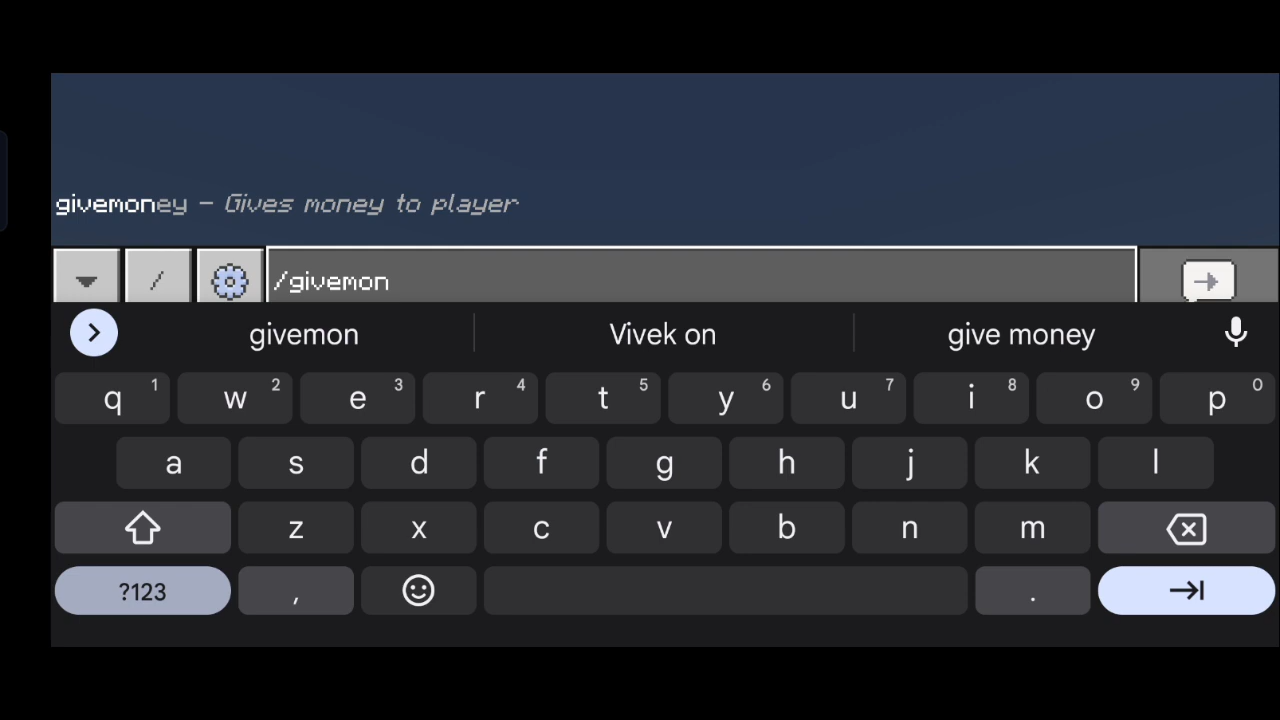 givemoney - Gives money to player
/ /givemon
givemon Vivek on give money
q 1 w 2 e 3 r 4 t 5 y 6 u 7 i 8 o 9 p 0
a s d f g h j k l
z x c v b n m
?123 , .